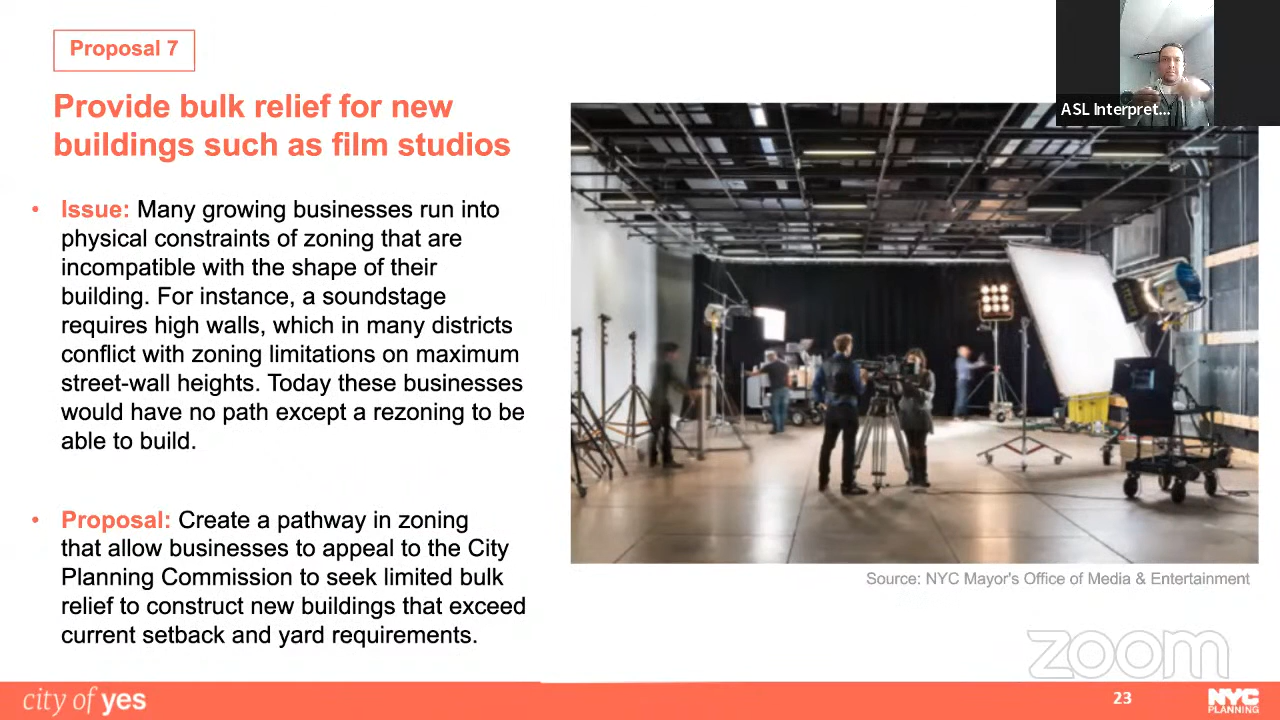 Proposal 7
ASL Interpret...
Provide bulk relief for new
buildings such as film studios
• Issue: Many growing businesses run into
physical constraints of zoning that are
incompatible with the shape of their
building. For instance, a soundstage
requires high walls, which in many districts
conflict with zoning limitations on maximum
street-wall heights. Today these businesses
would have no path except a rezoning to be
able to build.
• Proposal: Create a pathway in zoning
that allow businesses to appeal to the City
Planning Commission to seek limited bulk
relief to construct new buildings that exceed
current setback and yard requirements.
Source: NYC Mayor's Office of Media & Entertainment
zoom
city of yes
23
NYC
PLANNING